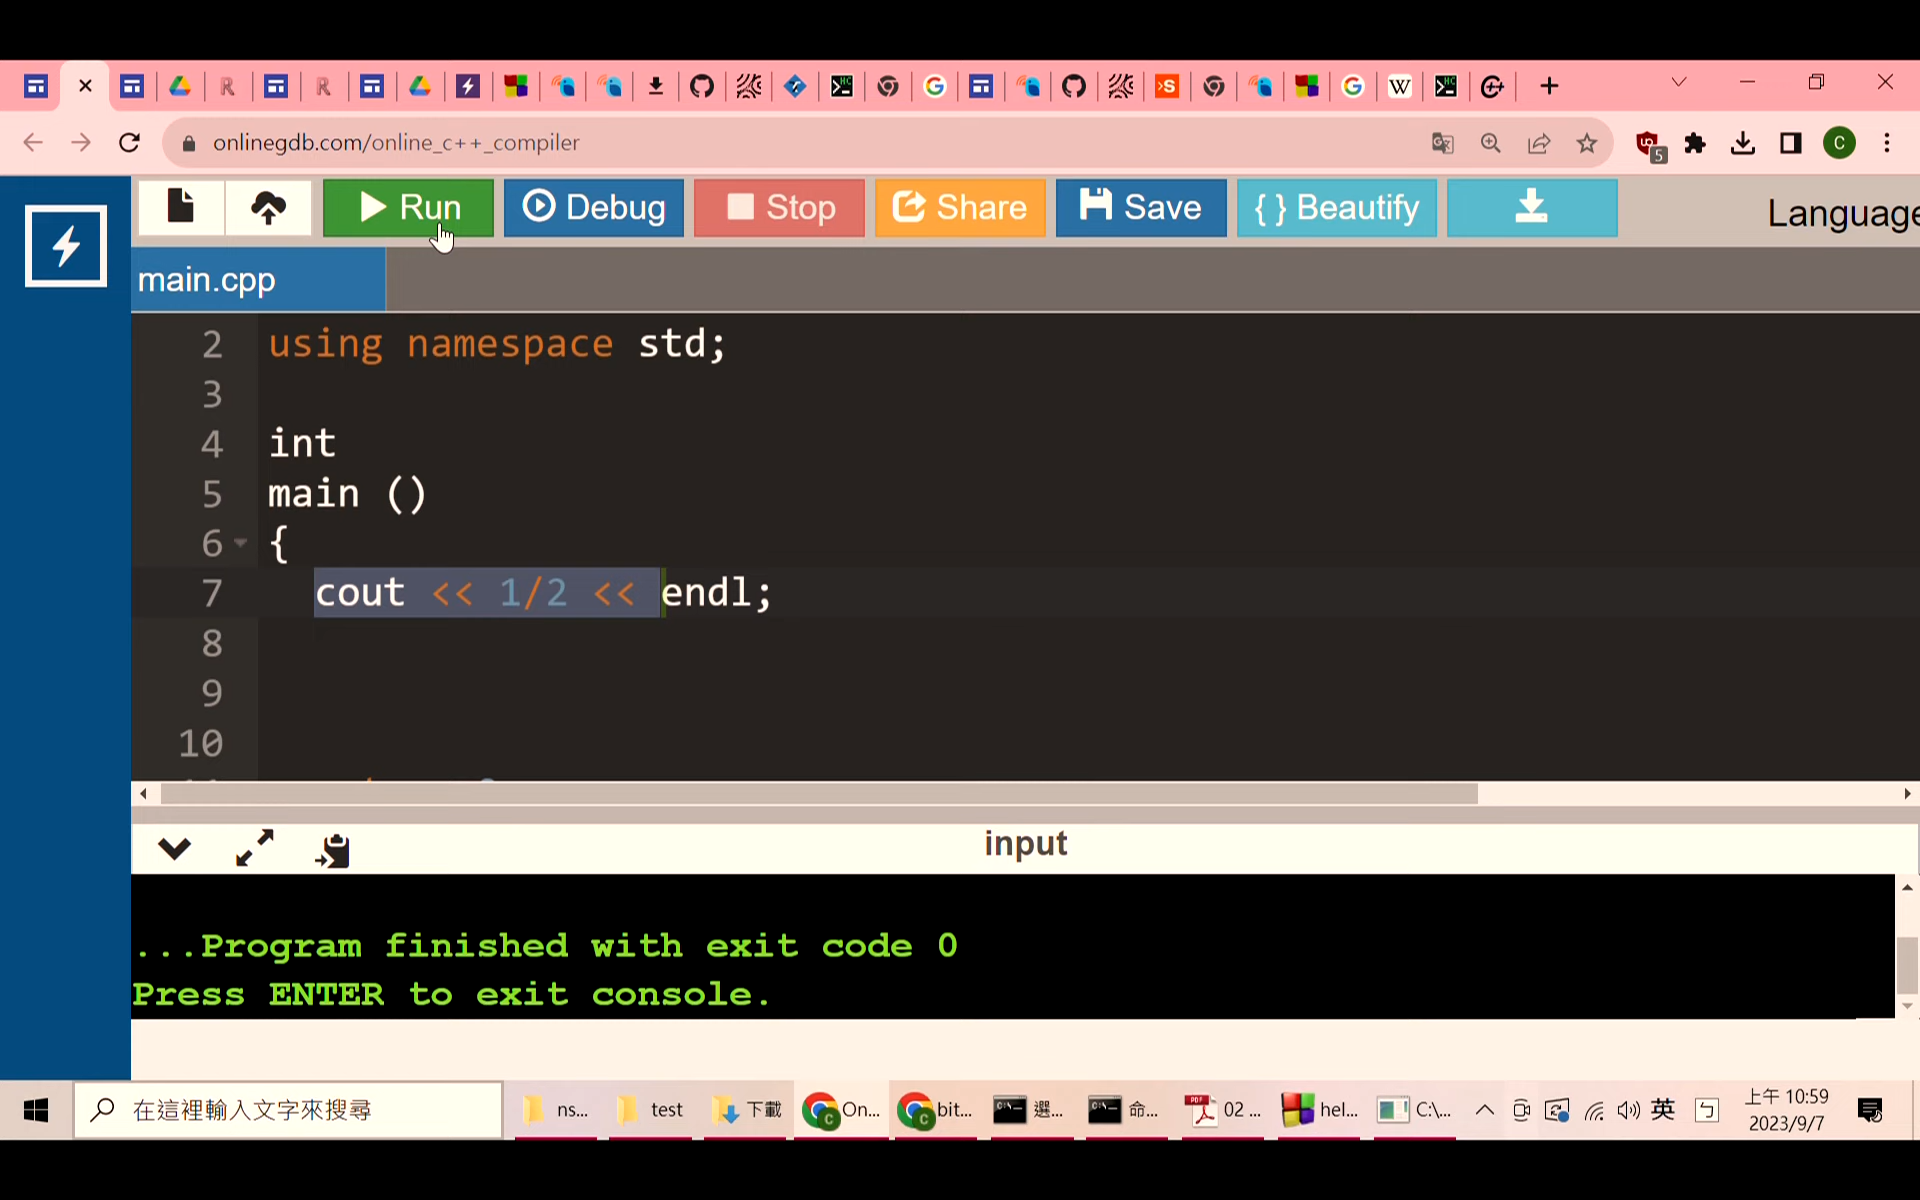 onlinegdb.com/online_c++_compiler
5
C
Run
Debug
Stop
Share
Save
{ } Beautify
Language
main.cpp
2 using namespace std;
3
4 int
5 main ()
6 {
7 cout << 1/2 << endl;
8
9
10
input
...Program finished with exit code 0
Press ENTER to exit console.
在這裡輸入文字來搜尋
ns...
test
下載
On...
bit...
選...
命...
02 ...
hel...
C:\...
英
ㄅ
上午 10:59
2023/9/7